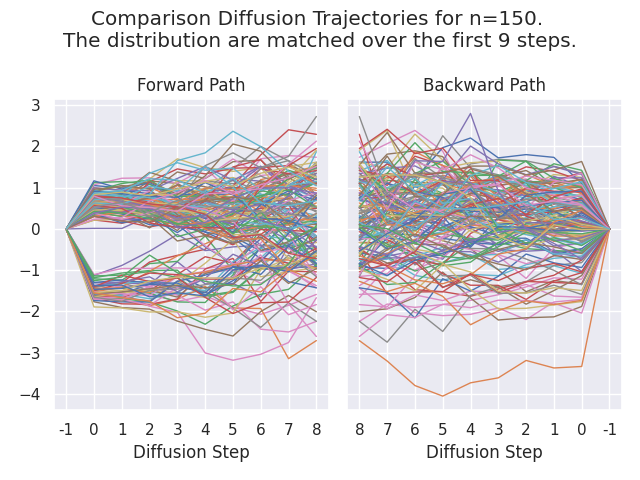 Comparison Diffusion Trajectories for n=150.
The distribution are matched over the first 9 steps.
Forward Path
Backward Path
3
2
1
0
−1
−2
−3
−4
-1 0 1 2 3 4 5 6 7 8
8 7 6 5 4 3 2 1 0 -1
Diffusion Step
Diffusion Step